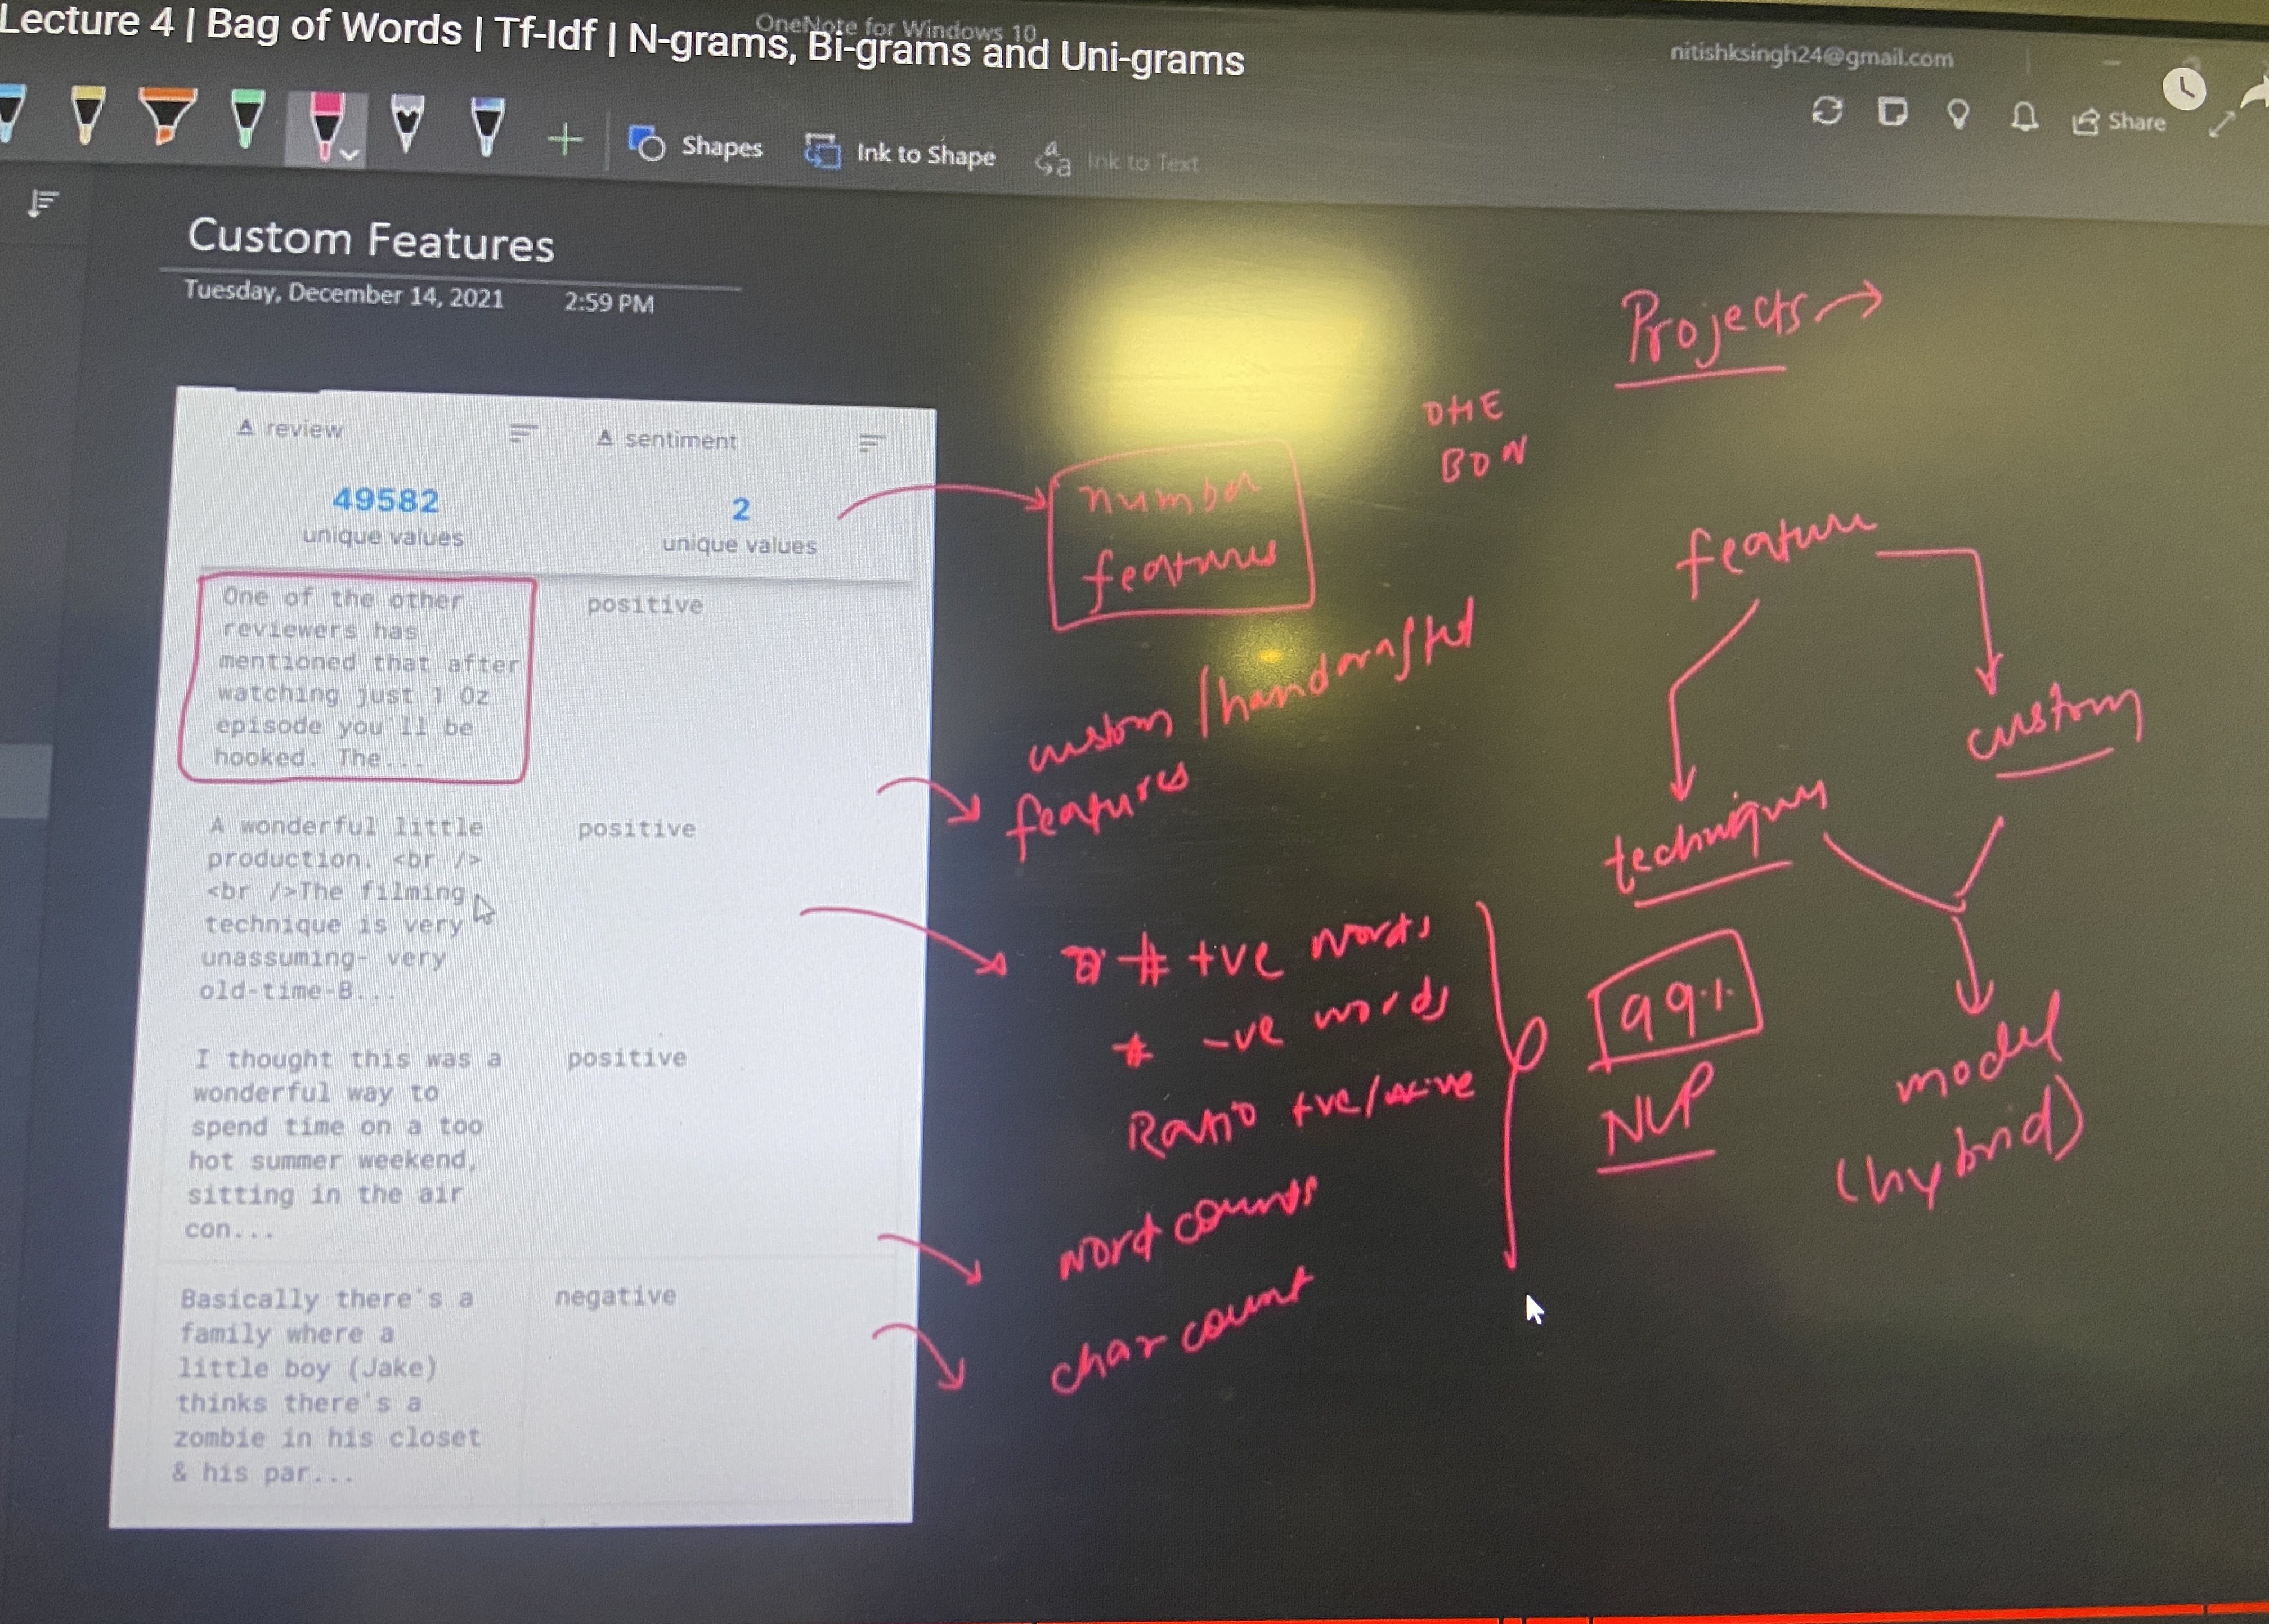 Lecture 4 | Bag of Words | Tf-Idf | N-grams, Bi-grams and Uni-grams
OneNote for Windows 10
nitishksingh24@gmail.com
Shapes
Ink to Shape
Ink to Text
Share
Custom Features
Tuesday, December 14, 2021 2:59 PM
review
sentiment
49582
unique values
2
unique values
One of the other
reviewers has
mentioned that after
watching just 1 Oz
episode you'll be
hooked. The...
positive
A wonderful little
production. <br />
<br />The filming
technique is very
unassuming- very
old-time-B...
positive
I thought this was a
wonderful way to
spend time on a too
hot summer weekend,
sitting in the air
con...
positive
Basically there's a
family where a
little boy (Jake)
thinks there's a
zombie in his closet
& his par...
negative
number
features
OHE
BOW
custom / handcrafted
features
# +ve words
# -ve words
Ratio +ve/-ve
word counts
char count
Projects →
feature
custom
techniques
99%
NLP
model
(hybrid)